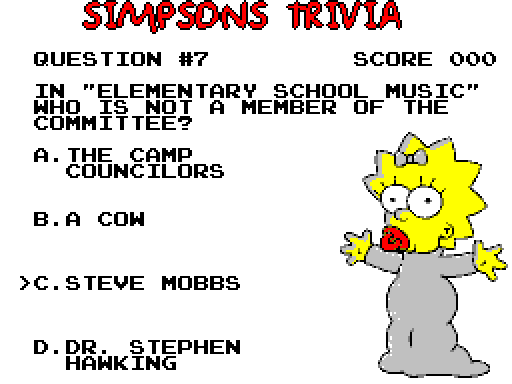 SIMPSONS TRIVIA
QUESTION #7 SCORE 000
IN "ELEMENTARY SCHOOL MUSIC"
WHO IS NOT A MEMBER OF THE
COMMITTEE?
A.THE CAMP
COUNCILORS
B.A COW
>C.STEVE MOBBS
D.DR. STEPHEN
HAWKING